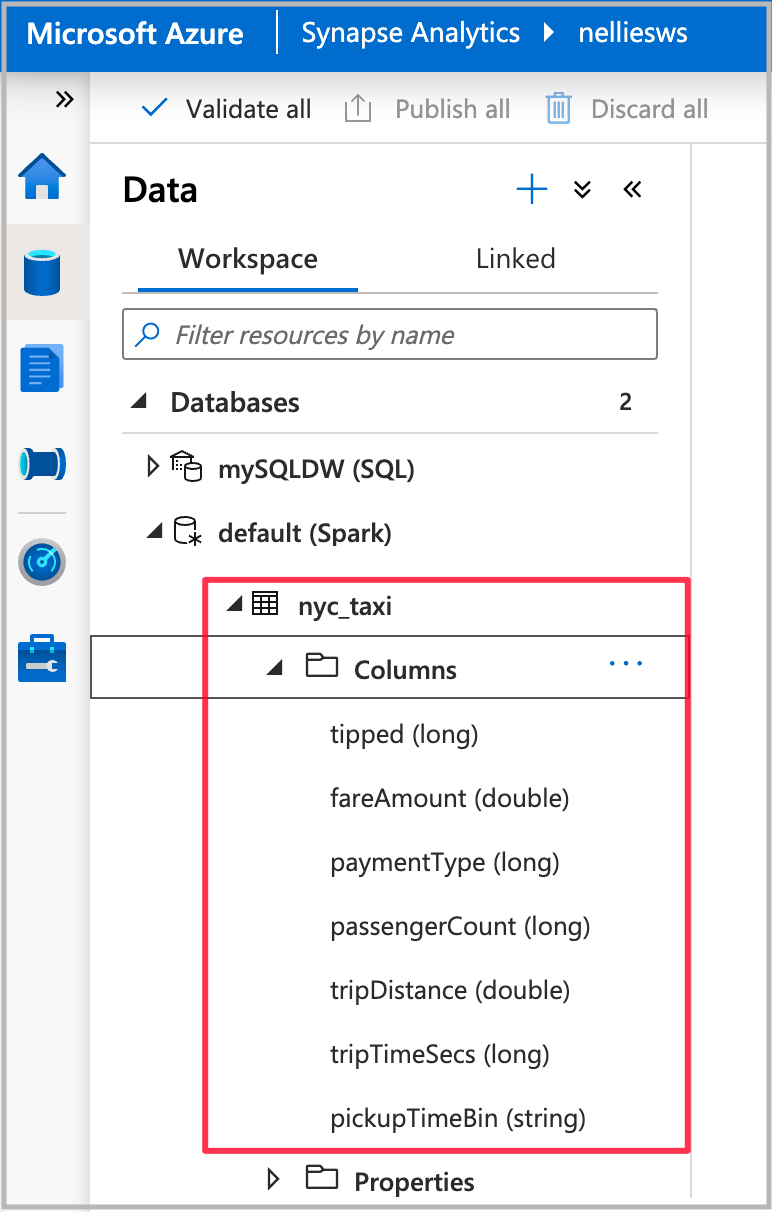 Microsoft Azure | Synapse Analytics nelliesws
Validate all Publish all Discard all
Data
Workspace Linked
Filter resources by name
Databases 2
mySQLDW (SQL)
default (Spark)
nyc_taxi
Columns ...
tipped (long)
fareAmount (double)
paymentType (long)
passengerCount (long)
tripDistance (double)
tripTimeSecs (long)
pickupTimeBin (string)
Properties